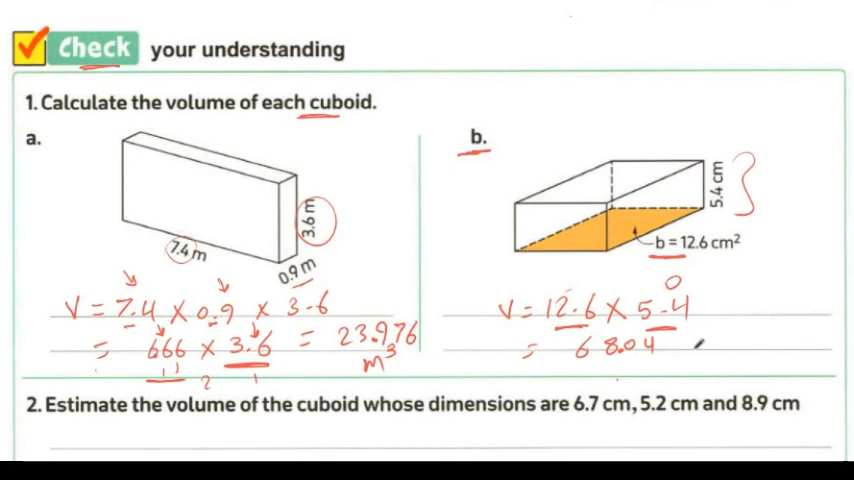 Check your understanding
1. Calculate the volume of each cuboid.
a.
3.6 m
7.4 m
0.9 m
V = 7.4 × 0.9 × 3.6
= 666 × 3.6 = 23.976
m³
2 1
b.
5.4 cm
b = 12.6 cm²
0
V = 12.6 × 5.4
= 68.04
2. Estimate the volume of the cuboid whose dimensions are 6.7 cm, 5.2 cm and 8.9 cm